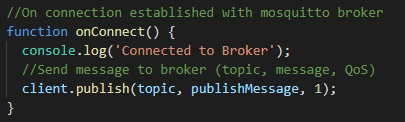 //On connection established with mosquitto broker
function onConnect() {
  console.log('Connected to Broker');
  //Send message to broker (topic, message, QoS)
  client.publish(topic, publishMessage, 1);
}